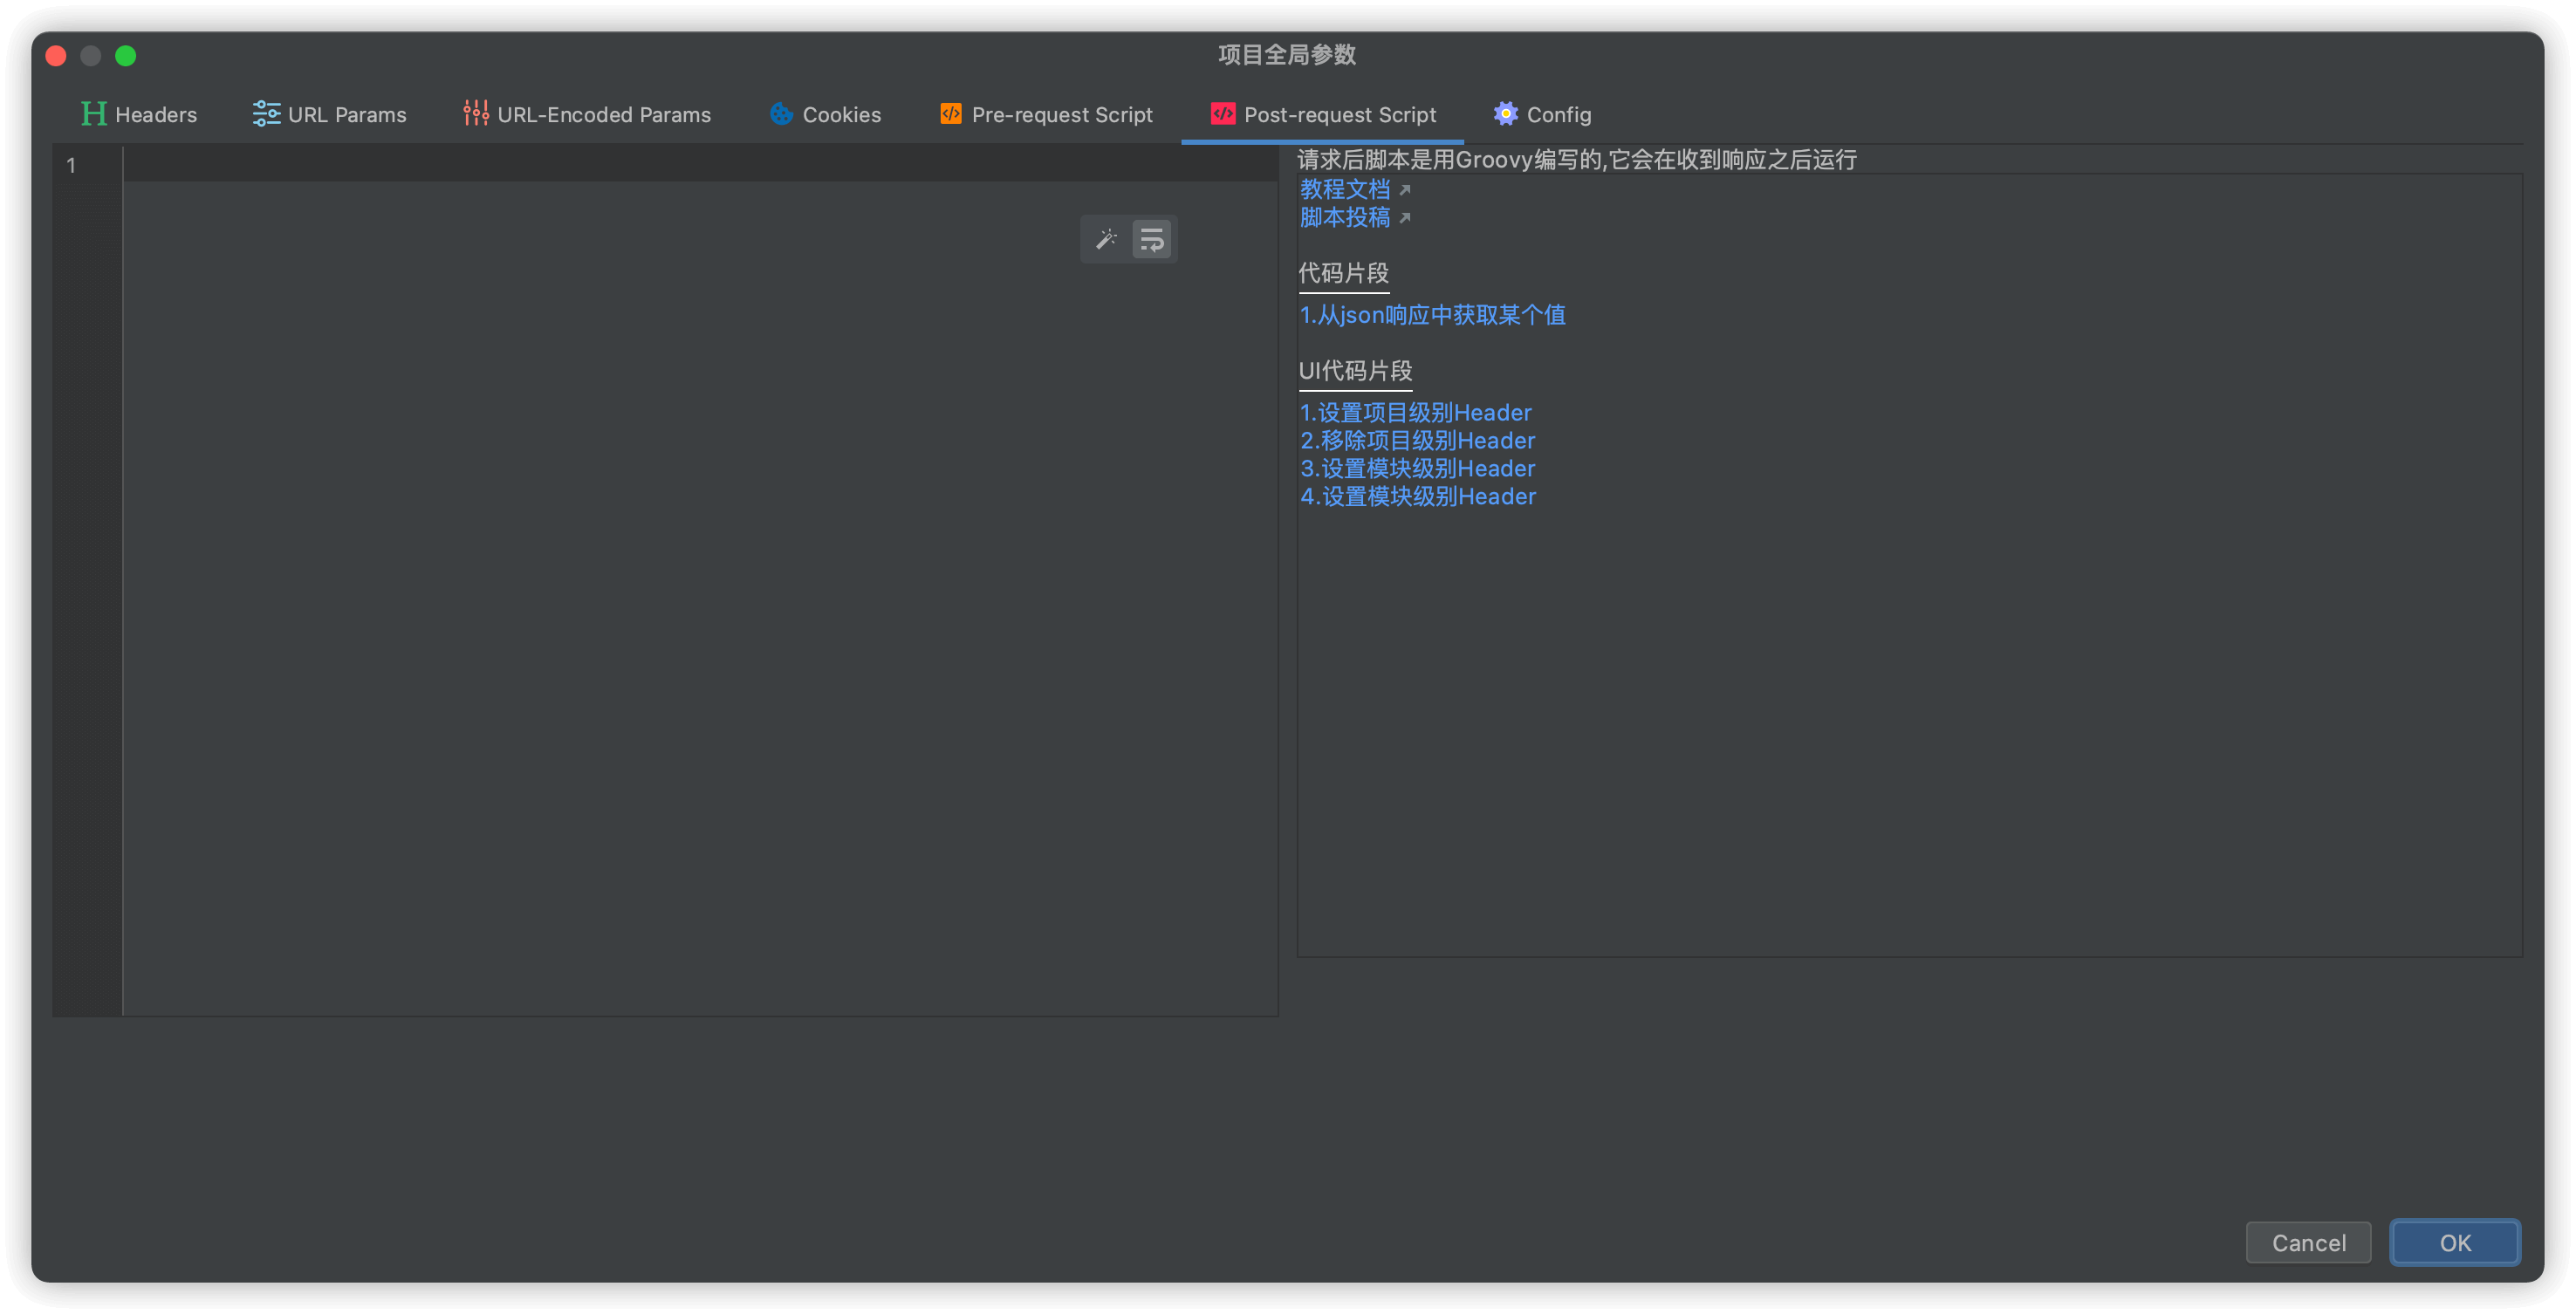 项目全局参数
Headers URL Params URL-Encoded Params Cookies Pre-request Script Post-request Script Config
1
请求后脚本是用Groovy编写的,它会在收到响应之后运行
教程文档
脚本投稿
代码片段
1.从json响应中获取某个值
UI代码片段
1.设置项目级别Header
2.移除项目级别Header
3.设置模块级别Header
4.设置模块级别Header
Cancel OK